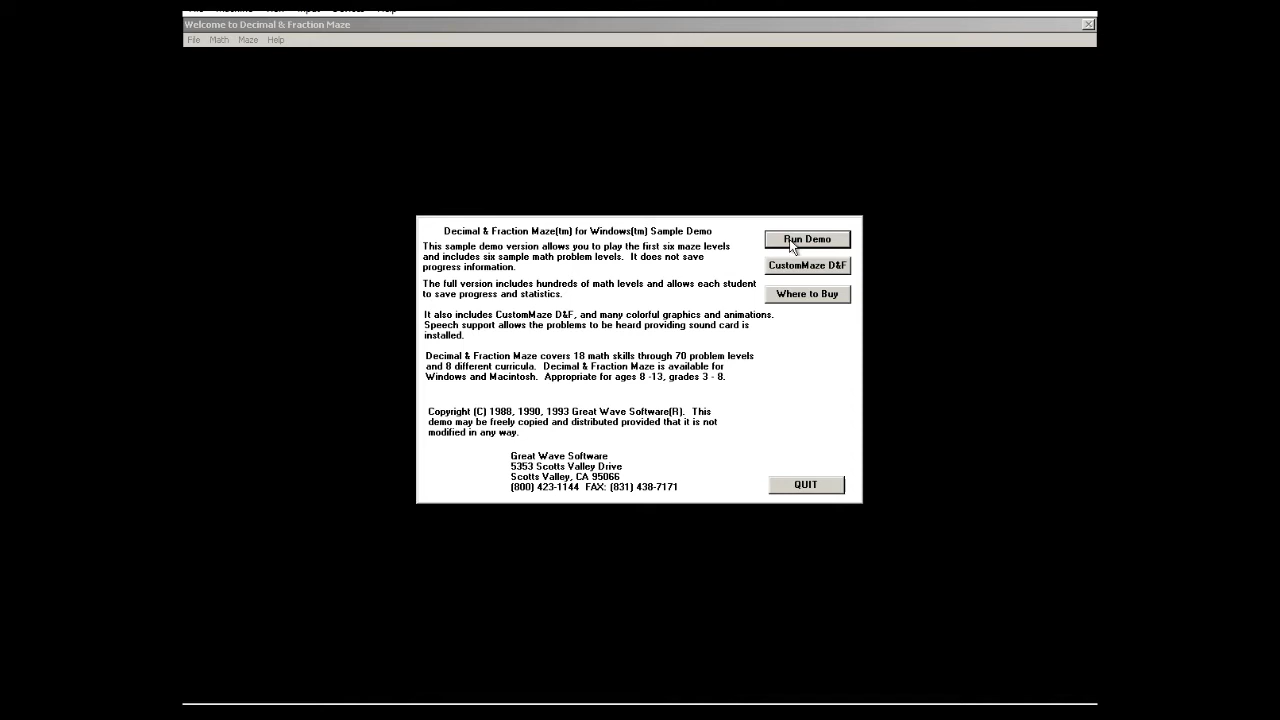 Welcome to Decimal & Fraction Maze
File Math Maze Help
Decimal & Fraction Maze(tm) for Windows(tm) Sample Demo
This sample demo version allows you to play the first six maze levels
and includes six sample math problem levels. It does not save
progress information.
The full version includes hundreds of math levels and allows each student
to save progress and statistics.
It also includes CustomMaze D&F, and many colorful graphics and animations.
Speech support allows the problems to be heard providing sound card is
installed.
Decimal & Fraction Maze covers 18 math skills through 70 problem levels
and 8 different curricula. Decimal & Fraction Maze is available for
Windows and Macintosh. Appropriate for ages 8 -13, grades 3 - 8.
Copyright (C) 1988, 1990, 1993 Great Wave Software(R). This
demo may be freely copied and distributed provided that it is not
modified in any way.
Great Wave Software
5353 Scotts Valley Drive
Scotts Valley, CA 95066
(800) 423-1144 FAX: (831) 438-7171
Run Demo
CustomMaze D&F
Where to Buy
QUIT